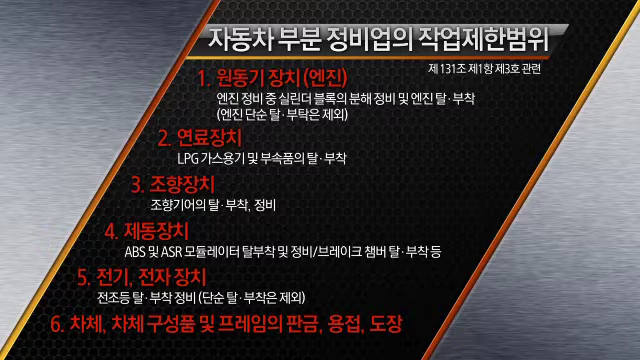 자동차 부분 정비업의 작업제한범위
제 131조 제1항 제3호 관련
1. 원동기 장치 (엔진)
엔진 정비 중 실린더 블록의 분해 정비 및 엔진 탈·부착
(엔진 단순 탈·부탁은 제외)
2. 연료장치
LPG 가스용기 및 부속품의 탈·부착
3. 조향장치
조향기어의 탈·부착, 정비
4. 제동장치
ABS 및 ASR 모듈레이터 탈부착 및 정비/브레이크 챔버 탈·부착 등
5. 전기, 전자 장치
전조등 탈·부착 정비 (단순 탈·부착은 제외)
6. 차체, 차체 구성품 및 프레임의 판금, 용접, 도장